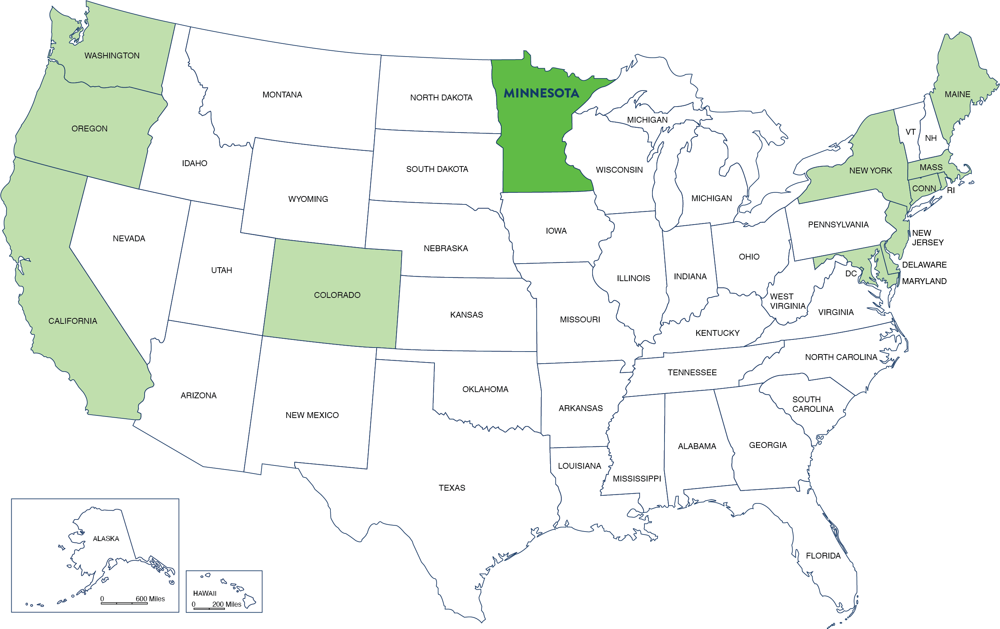 WASHINGTON
MONTANA
NORTH DAKOTA
MINNESOTA
MAINE
OREGON
MICHIGAN
VT
NH
IDAHO
SOUTH DAKOTA
WISCONSIN
NEW YORK
MASS
CONN
RI
WYOMING
MICHIGAN
NEVADA
IOWA
PENNSYLVANIA
NEW
JERSEY
NEBRASKA
OHIO
UTAH
ILLINOIS
INDIANA
DC
DELAWARE
MARYLAND
COLORADO
WEST
VIRGINIA
VIRGINIA
CALIFORNIA
KANSAS
MISSOURI
KENTUCKY
NORTH CAROLINA
TENNESSEE
ARIZONA
NEW MEXICO
OKLAHOMA
ARKANSAS
SOUTH
CAROLINA
ALABAMA
GEORGIA
LOUISIANA
MISSISSIPPI
TEXAS
FLORIDA
ALASKA
0 600 Miles
HAWAII
0 200 Miles